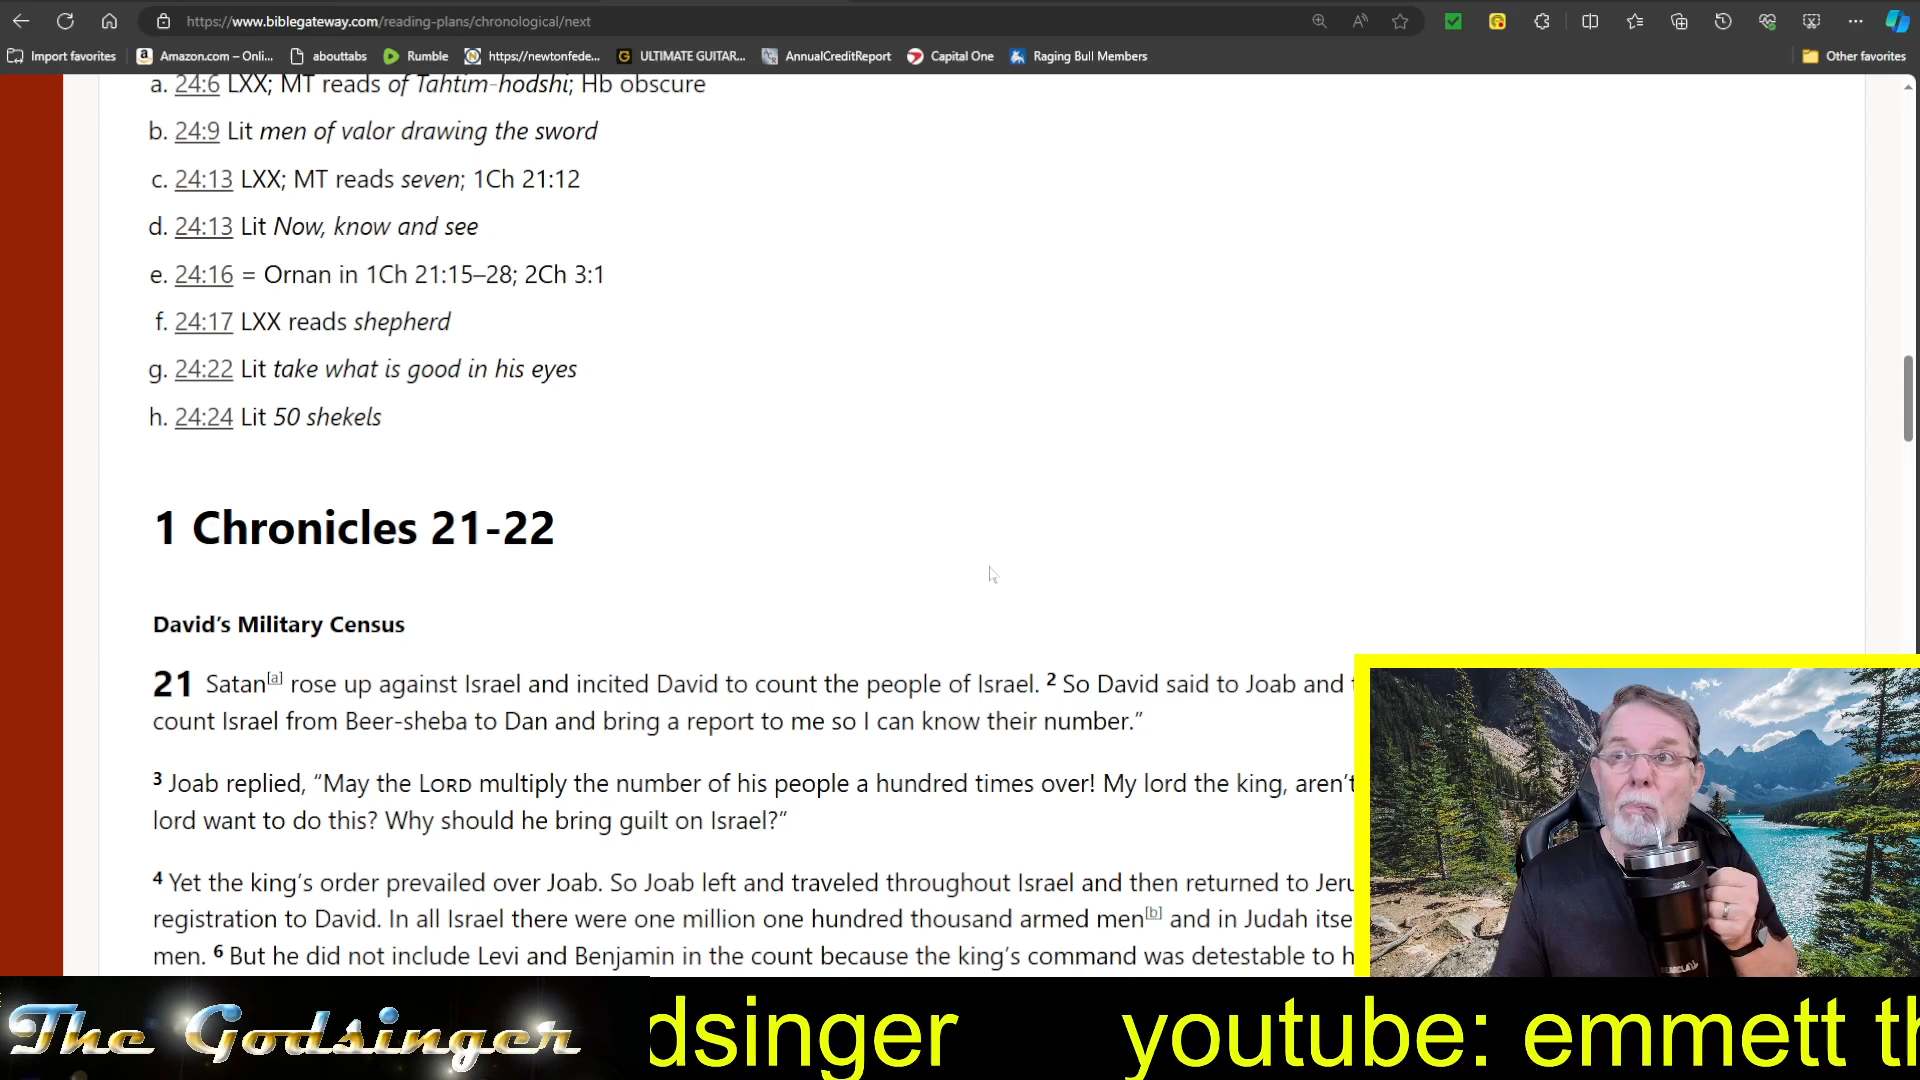 https://www.biblegateway.com/reading-plans/chronological/next
Import favorites
Amazon.com – Onli...
abouttabs
Rumble
https://newtonfede...
ULTIMATE GUITAR...
AnnualCreditReport
Capital One
Raging Bull Members
Other favorites
a. 24:6 LXX; MT reads of Tahtim-hodshi; Hb obscure
b. 24:9 Lit men of valor drawing the sword
c. 24:13 LXX; MT reads seven; 1Ch 21:12
d. 24:13 Lit Now, know and see
e. 24:16 = Ornan in 1Ch 21:15–28; 2Ch 3:1
f. 24:17 LXX reads shepherd
g. 24:22 Lit take what is good in his eyes
h. 24:24 Lit 50 shekels
1 Chronicles 21-22
David’s Military Census
21 Satan[a] rose up against Israel and incited David to count the people of Israel. 2 So David said to Joab and
count Israel from Beer-sheba to Dan and bring a report to me so I can know their number.”
3 Joab replied, “May the LORD multiply the number of his people a hundred times over! My lord the king, aren’t
lord want to do this? Why should he bring guilt on Israel?”
4 Yet the king’s order prevailed over Joab. So Joab left and traveled throughout Israel and then returned to Jeru
registration to David. In all Israel there were one million one hundred thousand armed men[b] and in Judah itse
men. 6 But he did not include Levi and Benjamin in the count because the king’s command was detestable to h
The Godsinger
dsinger youtube: emmett th